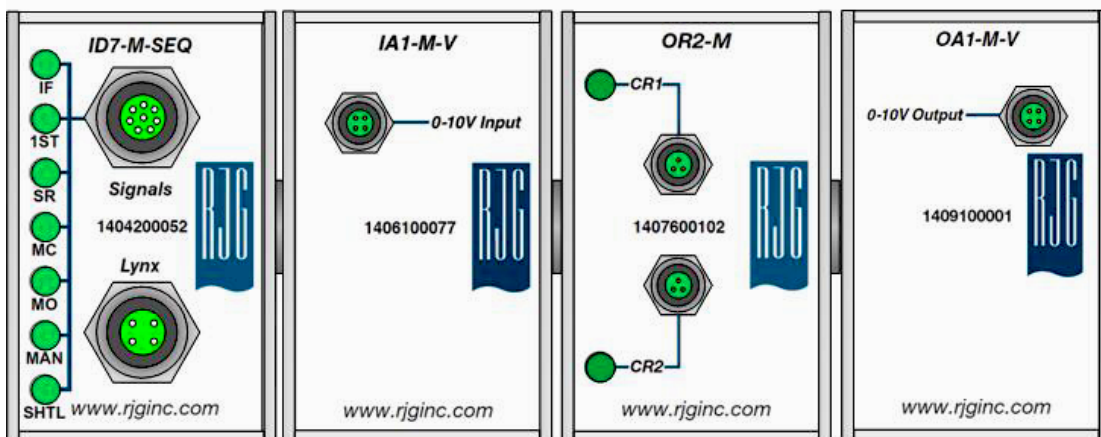 ID7-M-SEQ
IF
1ST
SR
MC
MO
MAN
SHTL
Signals
1404200052
RJG
Lynx
www.rjginc.com
IA1-M-V
0-10V Input
1406100077
RJG
www.rjginc.com
OR2-M
CR1
1407600102
RJG
CR2
www.rjginc.com
OA1-M-V
0-10V Output
1409100001
RJG
www.rjginc.com